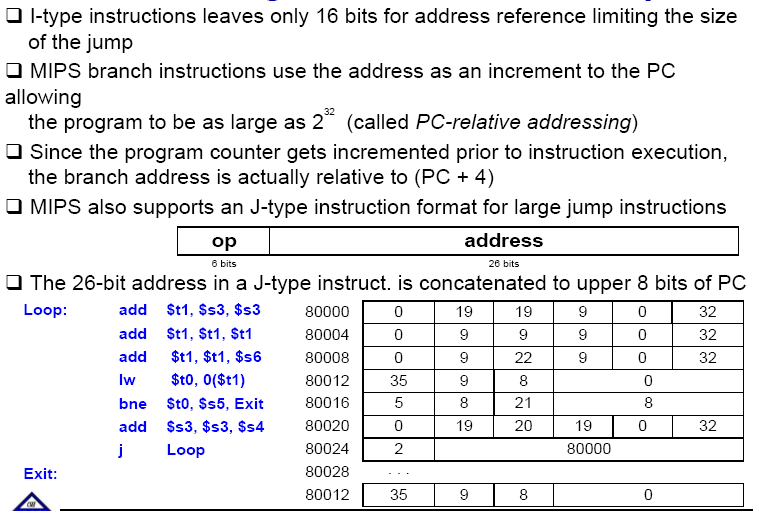 ❑ I-type instructions leaves only 16 bits for address reference limiting the size
of the jump
❑ MIPS branch instructions use the address as an increment to the PC
allowing
the program to be as large as 2^32 (called PC-relative addressing)
❑ Since the program counter gets incremented prior to instruction execution,
the branch address is actually relative to (PC + 4)
❑ MIPS also supports an J-type instruction format for large jump instructions
op address
6 bits 26 bits
❑ The 26-bit address in a J-type instruct. is concatenated to upper 8 bits of PC
Loop: add $t1, $s3, $s3 80000 0 19 19 9 0 32
add $t1, $t1, $t1 80004 0 9 9 9 0 32
add $t1, $t1, $s6 80008 0 9 22 9 0 32
lw $t0, 0($t1) 80012 35 9 8 0
bne $t0, $s5, Exit 80016 5 8 21 8
add $s3, $s3, $s4 80020 0 19 20 19 0 32
j Loop 80024 2 80000
Exit: 80028 ...
80012 35 9 8 0